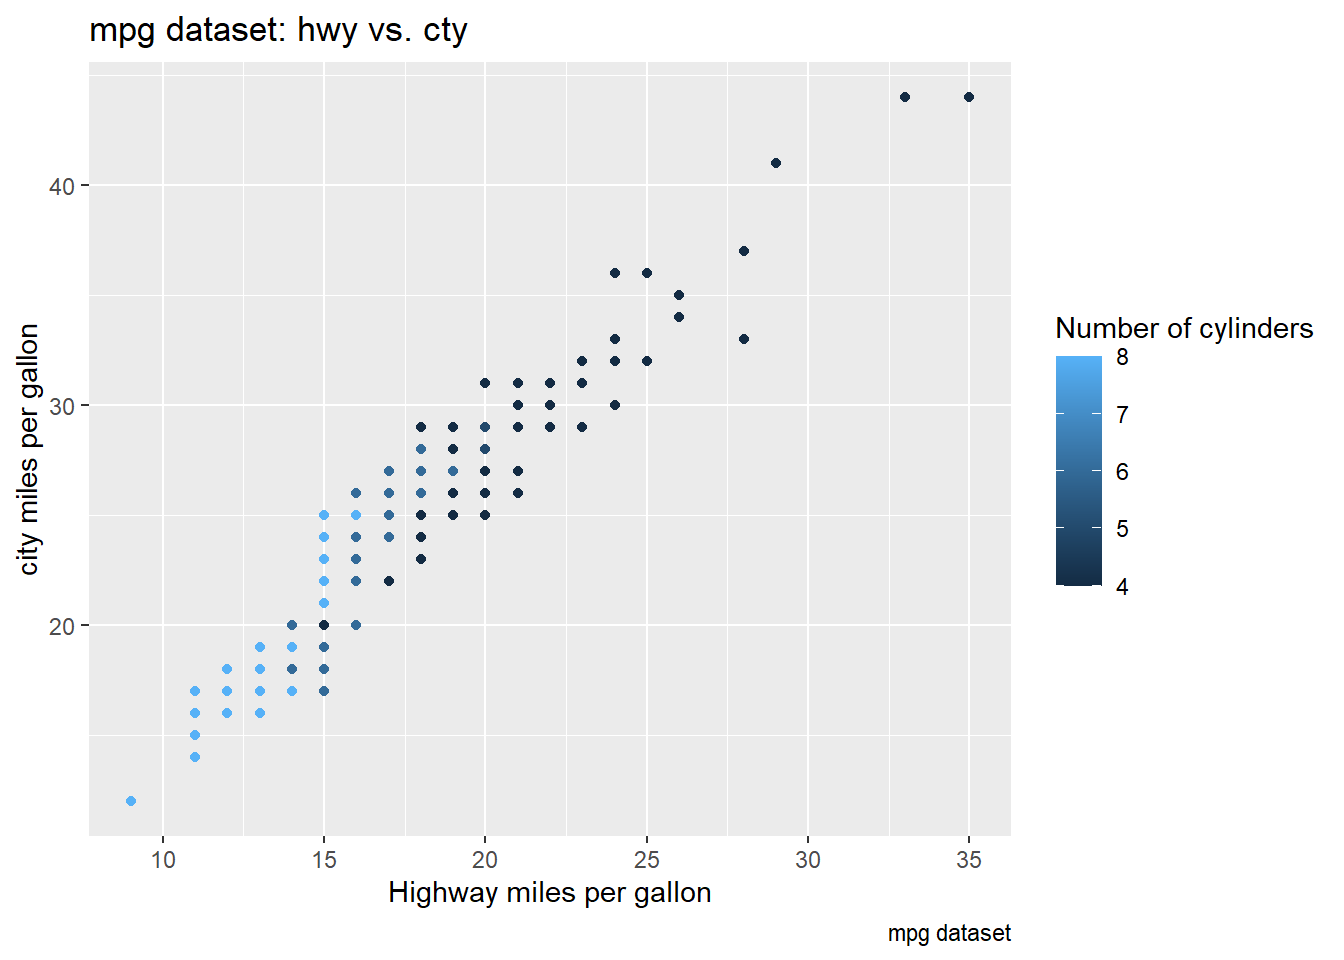 mpg dataset: hwy vs. cty
city miles per gallon
40
30
20
10 15 20 25 30 35
Highway miles per gallon
Number of cylinders
8
7
6
5
4
mpg dataset